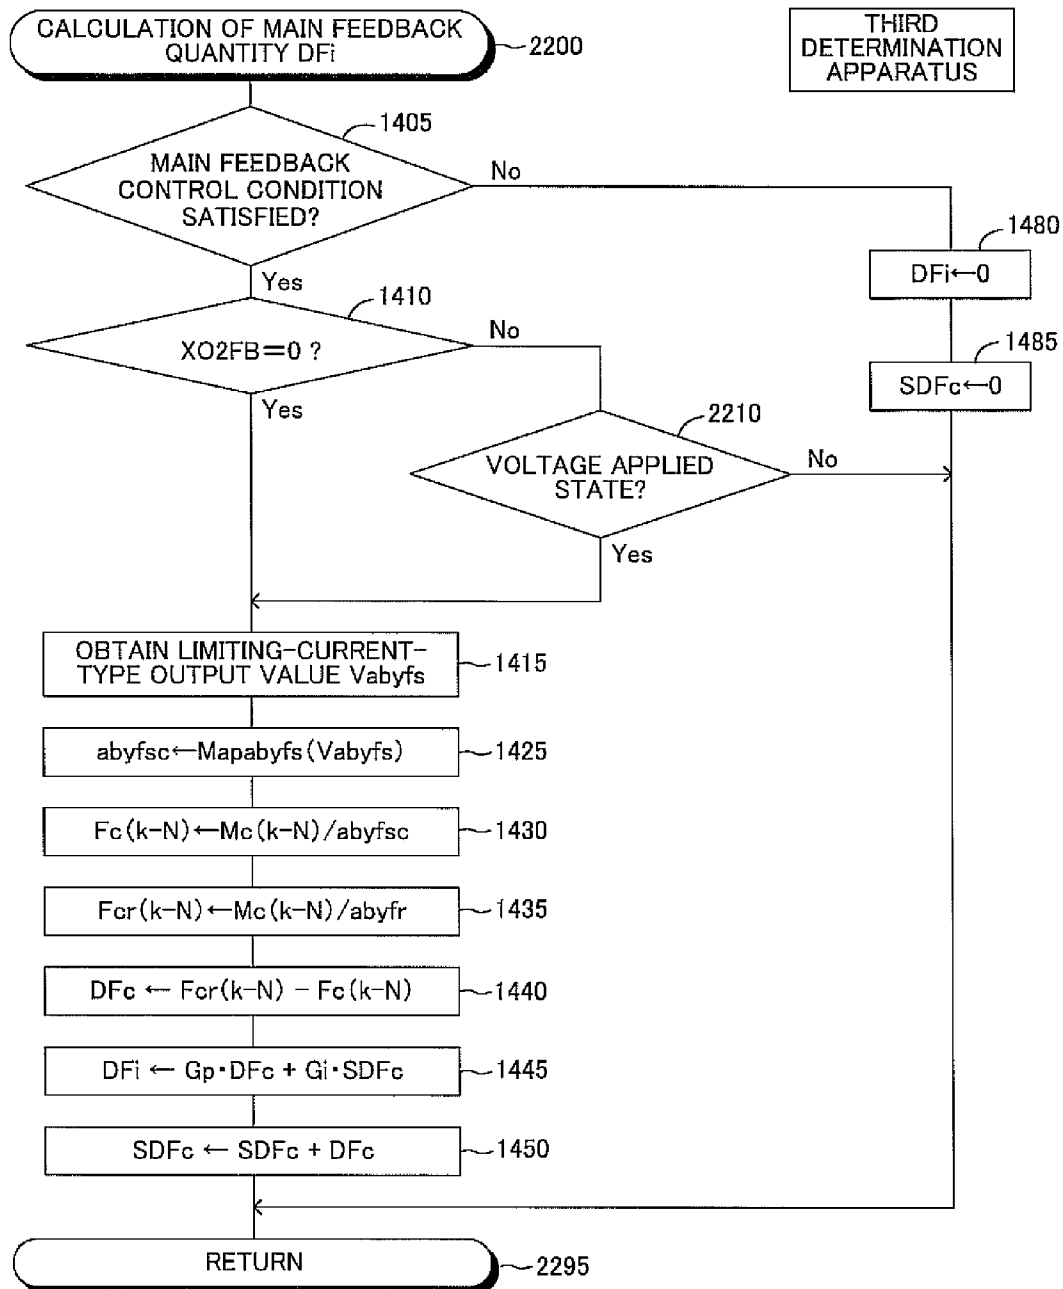 CALCULATION OF MAIN FEEDBACK
QUANTITY DFi
2200
THIRD
DETERMINATION
APPARATUS
1405
MAIN FEEDBACK
CONTROL CONDITION
SATISFIED?
No
Yes
1480
DFi←0
1410
XO2FB=0 ?
No
Yes
1485
SDFc←0
2210
VOLTAGE APPLIED
STATE?
No
Yes
OBTAIN LIMITING-CURRENT-
TYPE OUTPUT VALUE Vabyfs
1415
abyfsc←Mapabyfs(Vabyfs)
1425
Fc(k-N)←Mc(k-N)/abyfsc
1430
Fcr(k-N)←Mc(k-N)/abyfr
1435
DFc ← Fcr(k-N) - Fc(k-N)
1440
DFi ← Gp·DFc + Gi·SDFc
1445
SDFc ← SDFc + DFc
1450
RETURN
2295